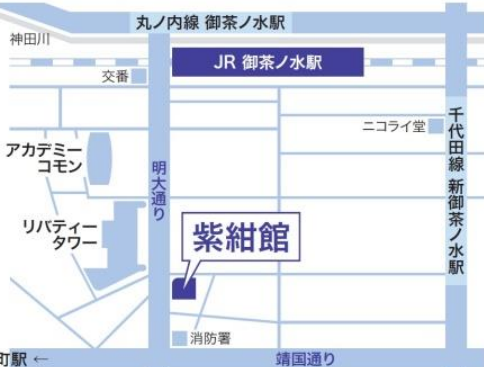 丸ノ内線 御茶ノ水駅
神田川
JR 御茶ノ水駅
交番
ニコライ堂
千代田線 新御茶ノ水駅
アカデミー
コモン
明大通り
リバティー
タワー
紫紺館
消防署
町駅 ←
靖国通り